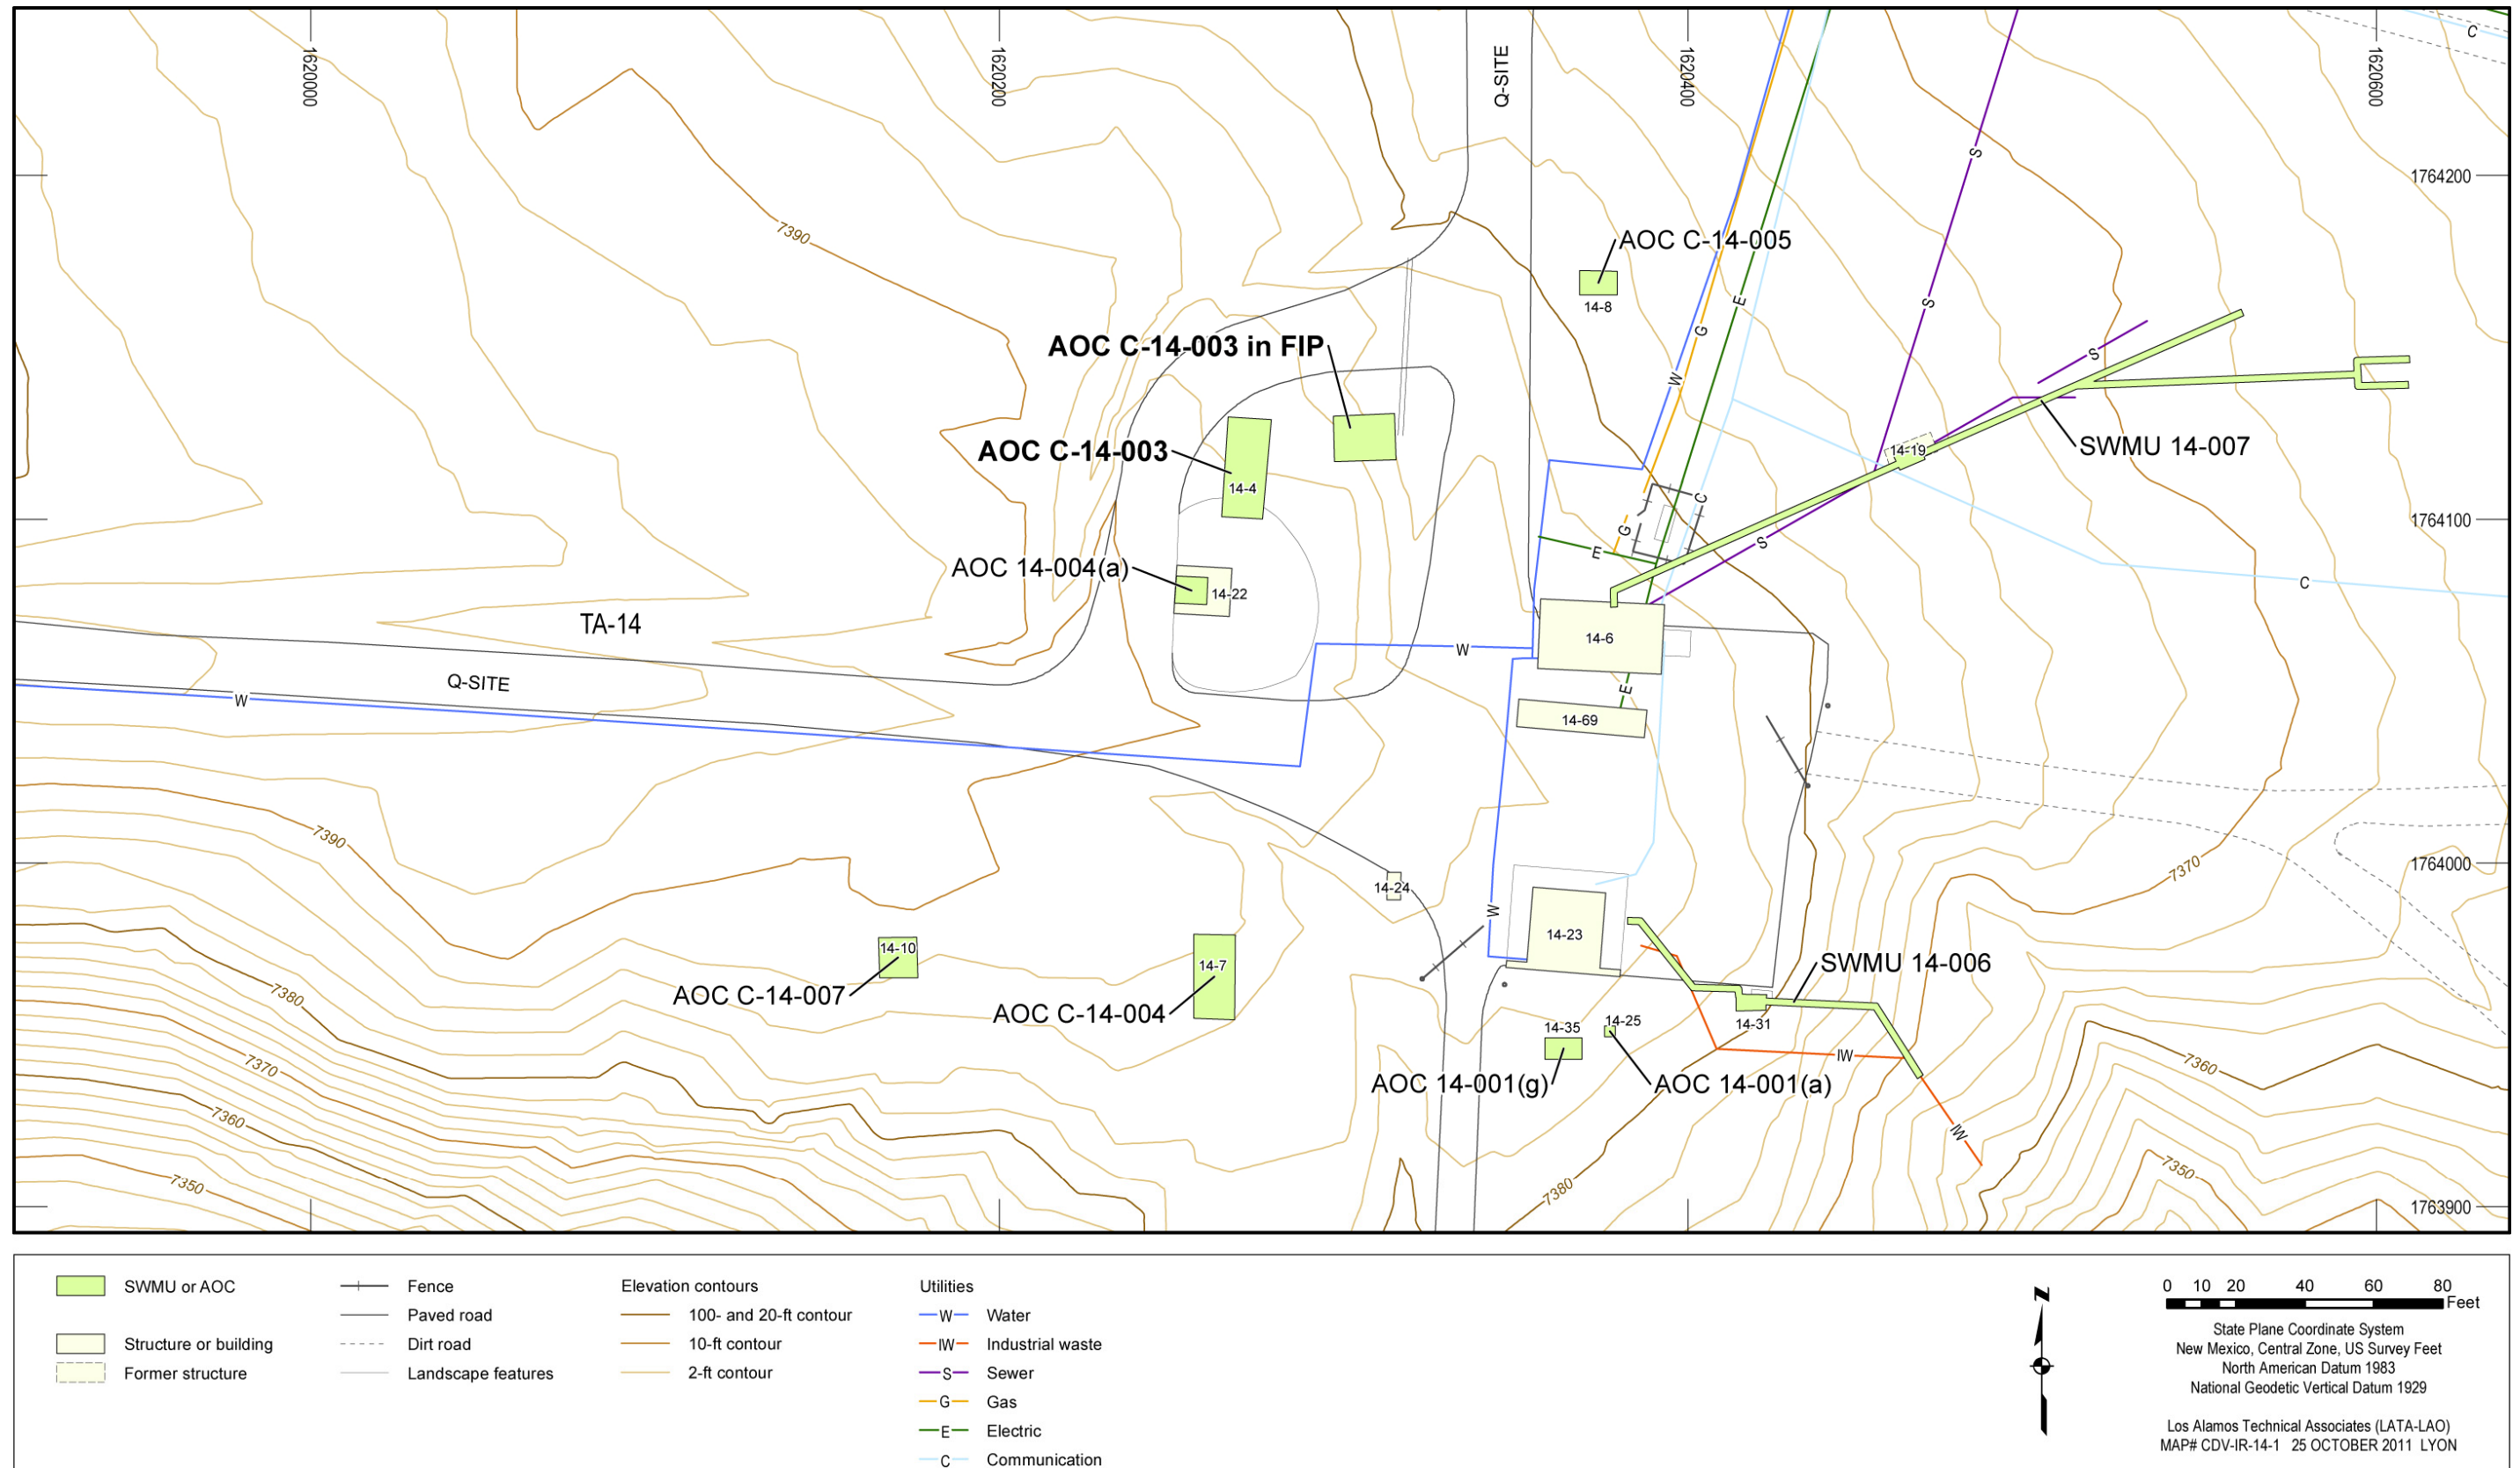 1620000
1620200
Q-SITE
1620400
1620600
C
S
1764200
7390
AOC C-14-005
14-8
E
S
G
W
AOC C-14-003 in FIP
S
AOC C-14-003
14-4
14-19
SWMU 14-007
C
G
E
S
1764100
AOC 14-004(a)
14-22
C
TA-14
14-6
W
Q-SITE
W
E
14-69
7390
14-24
1764000
7370
W
14-10
14-7
14-23
SWMU 14-006
AOC C-14-007
7380
AOC C-14-004
14-35
14-25
14-31
IW
7370
7360
AOC 14-001(g)
AOC 14-001(a)
7360
IW
7350
7350
7380
1763900
SWMU or AOC
Structure or building
Former structure
Fence
Paved road
Dirt road
Landscape features
Elevation contours
100- and 20-ft contour
10-ft contour
2-ft contour
Utilities
W Water
IW Industrial waste
S Sewer
G Gas
E Electric
C Communication
N
0 10 20 40 60 80
Feet
State Plane Coordinate System
New Mexico, Central Zone, US Survey Feet
North American Datum 1983
National Geodetic Vertical Datum 1929
Los Alamos Technical Associates (LATA-LAO)
MAP# CDV-IR-14-1 25 OCTOBER 2011 LYON